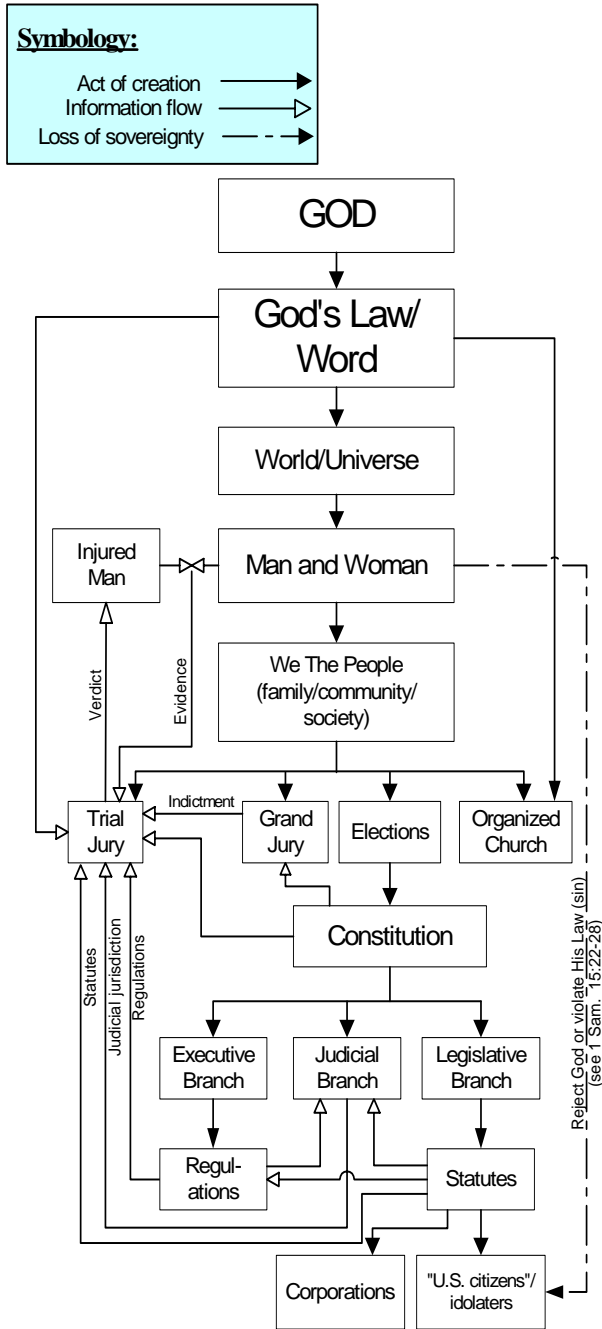 Symbology:
Act of creation
Information flow
Loss of sovereignty
GOD
God's Law/
Word
World/Universe
Injured
Man
Man and Woman
We The People
(family/community/
society)
Verdict
Evidence
Indictment
Trial
Jury
Grand
Jury
Elections
Organized
Church
Constitution
Statutes
Judicial jurisdiction
Regulations
Reject God or violate His Law (sin)
(see 1 Sam. 15:22-28)
Executive
Branch
Judicial
Branch
Legislative
Branch
Regul-
ations
Statutes
Corporations
"U.S. citizens"/
idolaters